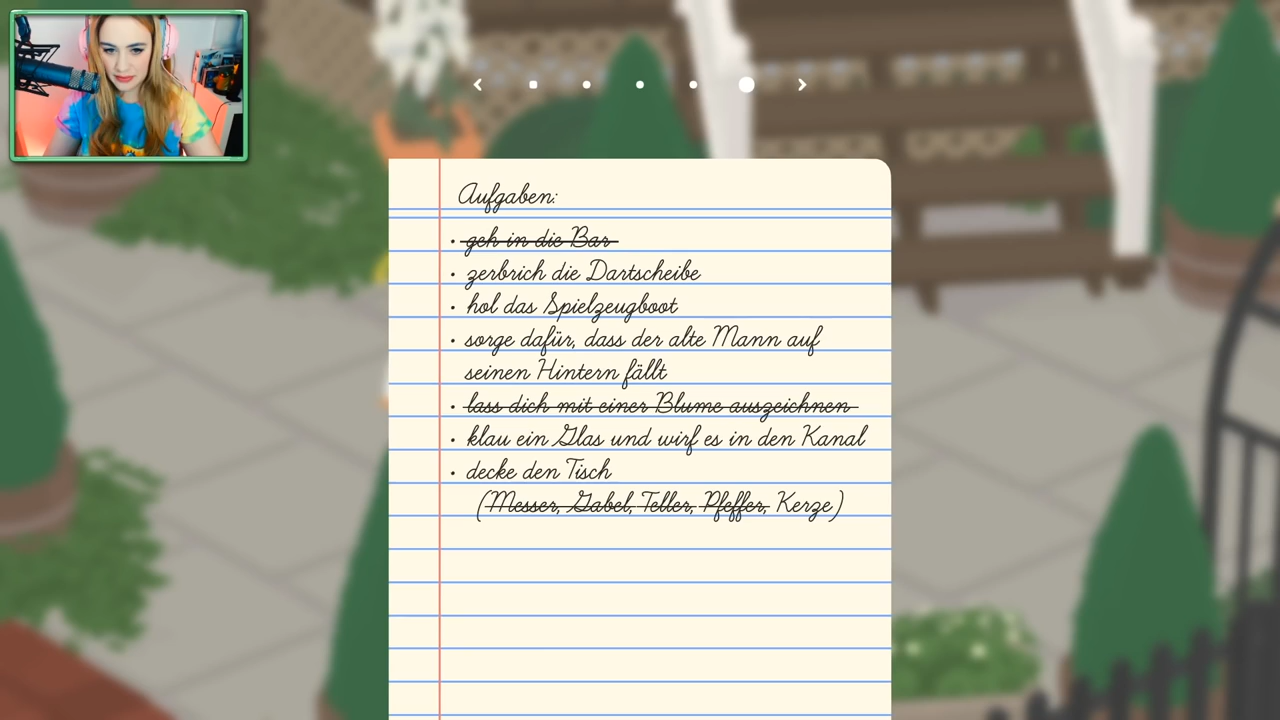 Aufgaben:
• geh in die Bar
• zerbrich die Dartscheibe
• hol das Spielzeugboot
• sorge dafür, dass der alte Mann auf
seinen Hintern fällt
• lass dich mit einer Blume auszeichnen
• klau ein Glas und wirf es in den Kanal
• decke den Tisch
(Messer, Gabel, Teller, Pfeffer, Kerze)